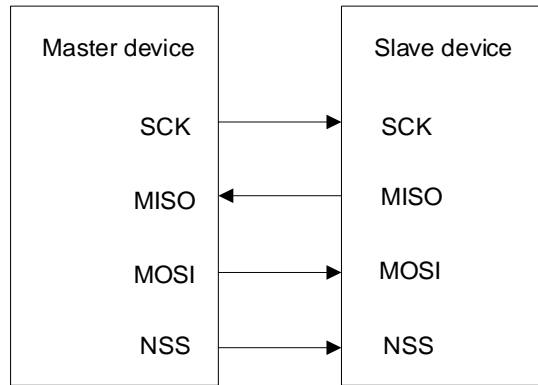 Master device
Slave device
SCK
SCK
MISO
MISO
MOSI
MOSI
NSS
NSS